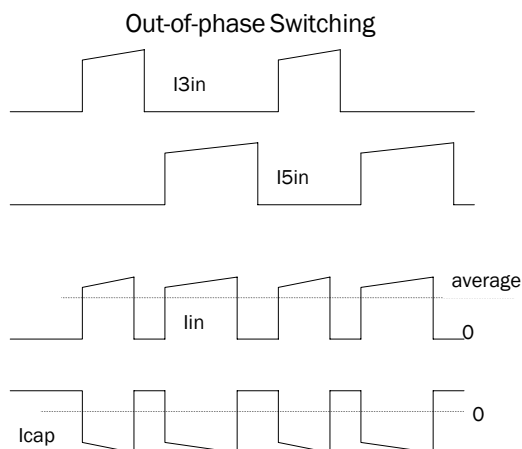 Out-of-phase Switching
I3in
I5in
average
Iin
0
0
Icap